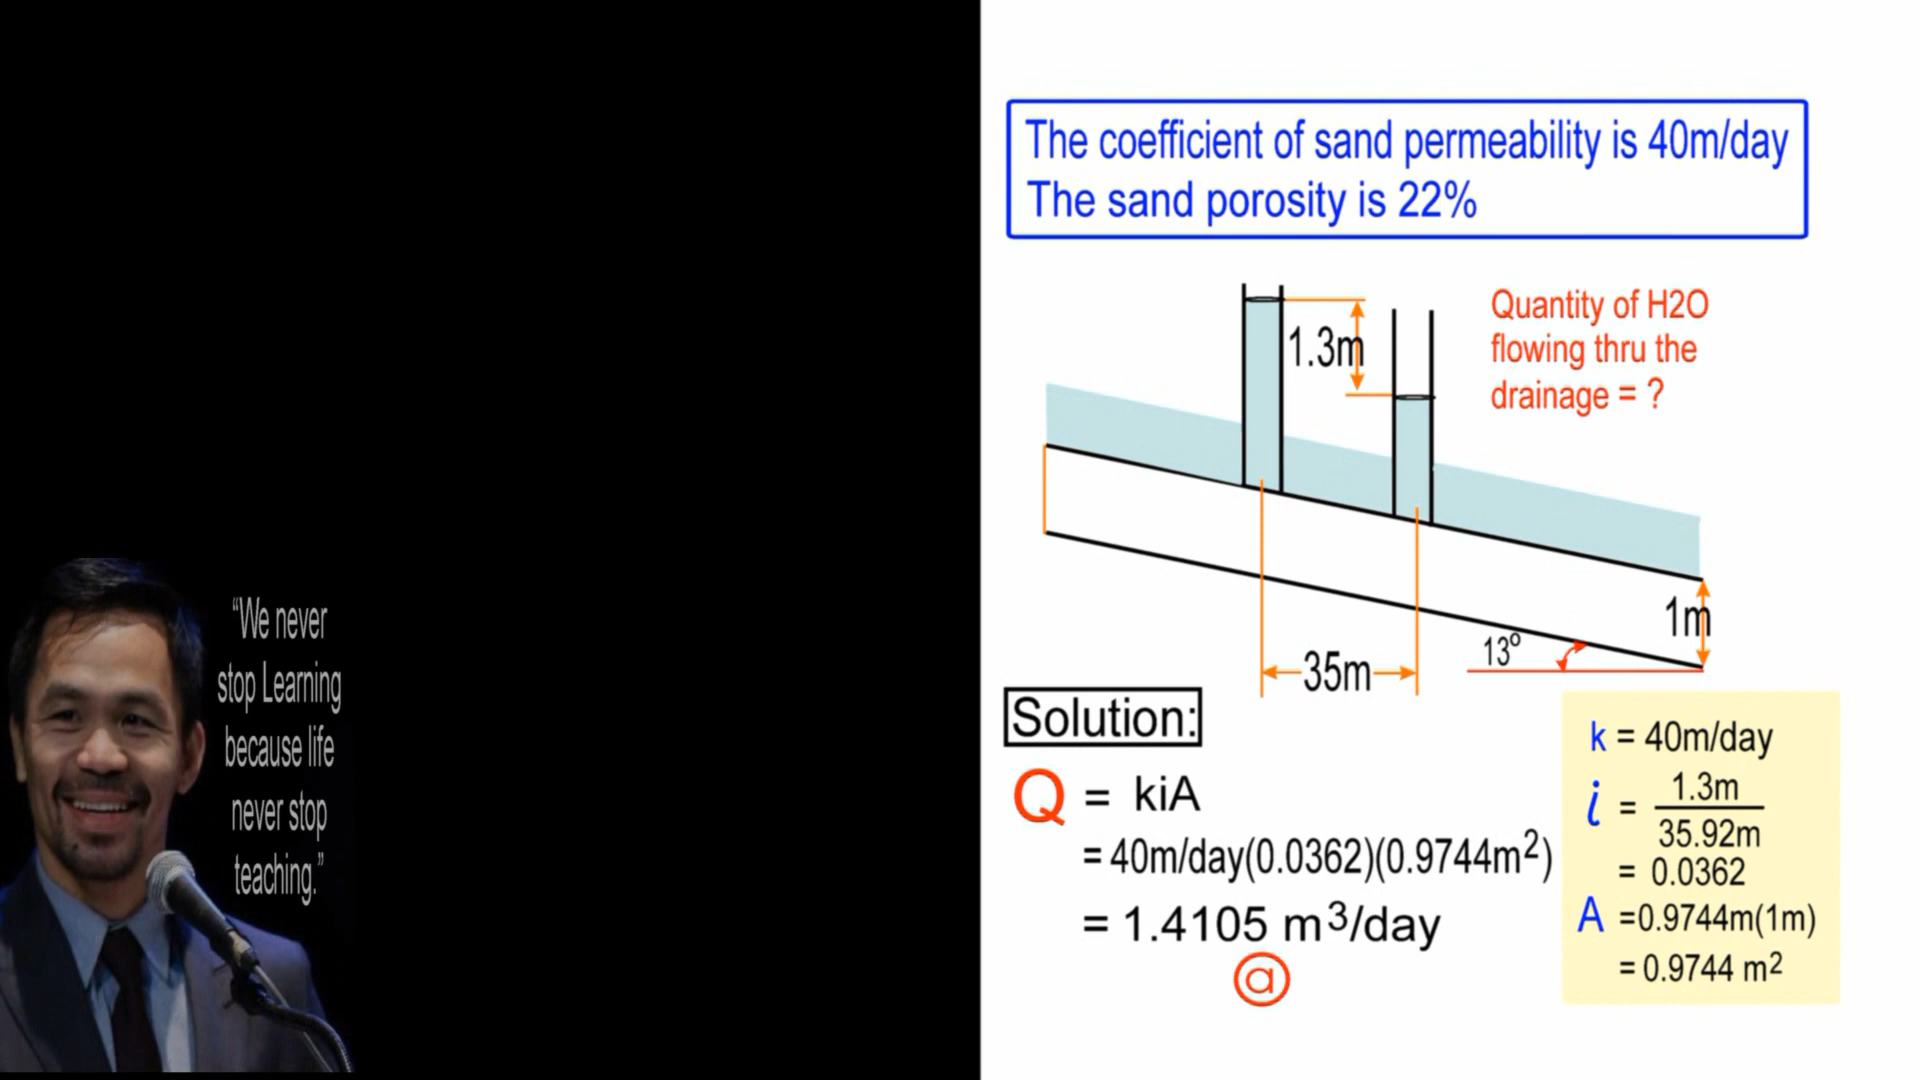 “We never
stop Learning
because life
never stop
teaching.”
The coefficient of sand permeability is 40m/day
The sand porosity is 22%
Quantity of H2O
flowing thru the
drainage = ?
1.3m
1m
13º
35m
Solution:
Q = kiA
= 40m/day(0.0362)(0.9744m²)
= 1.4105 m³/day
ⓐ
k = 40m/day
i = 1.3m
35.92m
= 0.0362
A =0.9744m(1m)
= 0.9744 m²